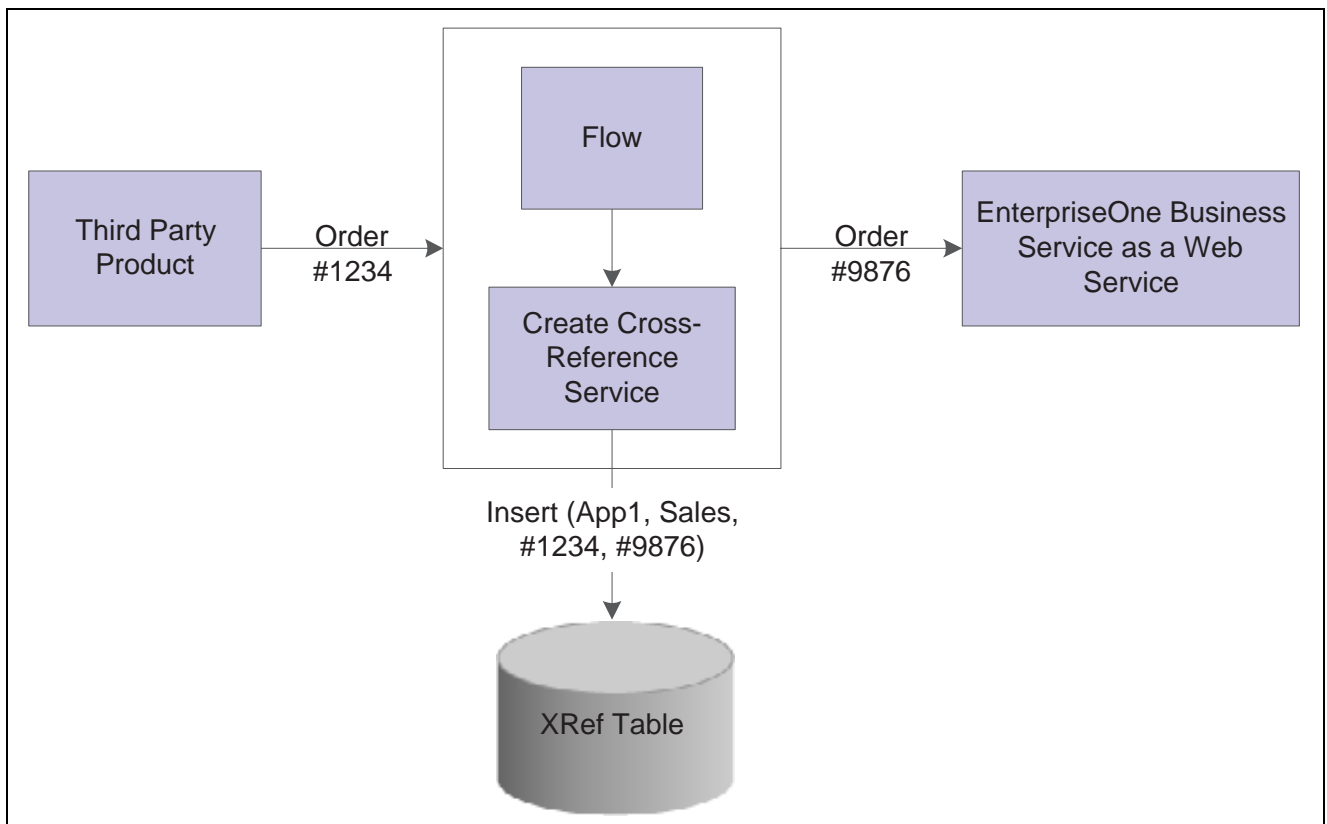 Flow
Third Party
Product
Order
#1234
Create Cross-
Reference
Service
Order
#9876
EnterpriseOne Business
Service as a Web
Service
Insert (App1, Sales,
#1234, #9876)
XRef Table